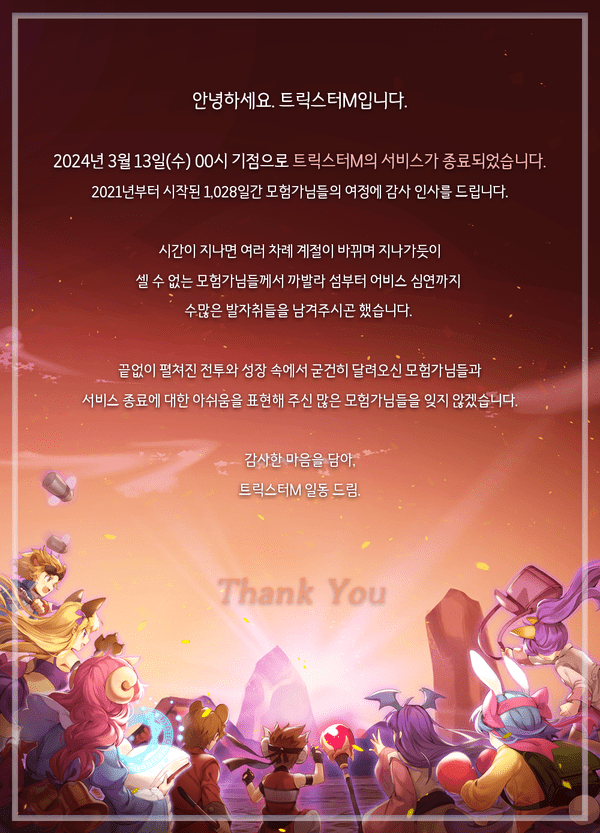 안녕하세요. 트릭스터M입니다.
2024년 3월 13일(수) 00시 기점으로 트릭스터M의 서비스가 종료되었습니다.
2021년부터 시작된 1,028일간 모험가님들의 여정에 감사 인사를 드립니다.
시간이 지나면 여러 차례 계절이 바뀌며 지나가듯이
셀 수 없는 모험가님들께서 까발라 섬부터 어비스 심연까지
수많은 발자취들을 남겨주시곤 했습니다.
끝없이 펼쳐진 전투와 성장 속에서 굳건히 달려오신 모험가님들과
서비스 종료에 대한 아쉬움을 표현해 주신 많은 모험가님들을 잊지 않겠습니다.
감사한 마음을 담아,
트릭스터M 일동 드림.
Thank You